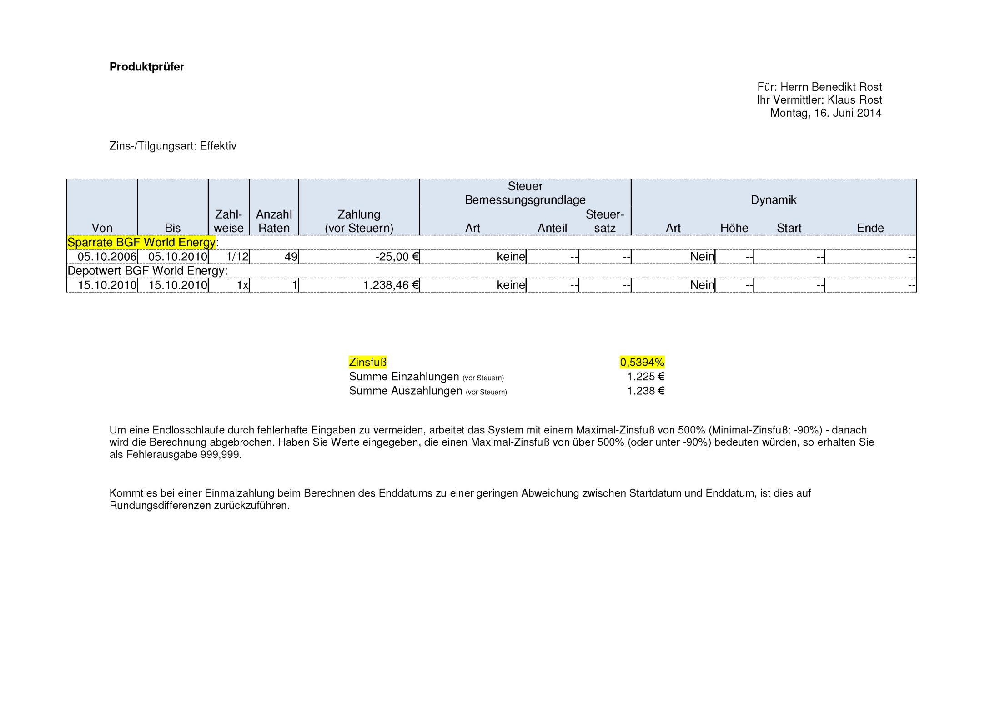 Produktprüfer
Für: Herrn Benedikt Rost
Ihr Vermittler: Klaus Rost
Montag, 16. Juni 2014
Zins-/Tilgungsart: Effektiv
Steuer
Bemessungsgrundlage Dynamik
Zahl- Anzahl Zahlung Steuer-
Von Bis weise Raten (vor Steuern) Art Anteil satz Art Höhe Start Ende
Sparrate BGF World Energy:
05.10.2006 05.10.2010 1/12 49 -25,00 € keine -- -- Nein -- -- --
Depotwert BGF World Energy:
15.10.2010 15.10.2010 1x 1 1.238,46 € keine -- -- Nein -- -- --
Zinsfuß 0,5394%
Summe Einzahlungen (vor Steuern) 1.225 €
Summe Auszahlungen (vor Steuern) 1.238 €
Um eine Endlosschlaufe durch fehlerhafte Eingaben zu vermeiden, arbeitet das System mit einem Maximal-Zinsfuß von 500% (Minimal-Zinsfuß: -90%) - danach
wird die Berechnung abgebrochen. Haben Sie Werte eingegeben, die einen Maximal-Zinsfuß von über 500% (oder unter -90%) bedeuten würden, so erhalten Sie
als Fehlerausgabe 999,999.
Kommt es bei einer Einmalzahlung beim Berechnen des Enddatums zu einer geringen Abweichung zwischen Startdatum und Enddatum, ist dies auf
Rundungsdifferenzen zurückzuführen.